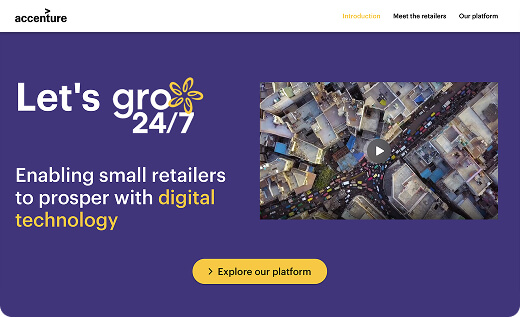 accenture
Introduction
Meet the retailers
Our platform
Let's gro
24/7
Enabling small retailers
to prosper with digital
technology
Explore our platform